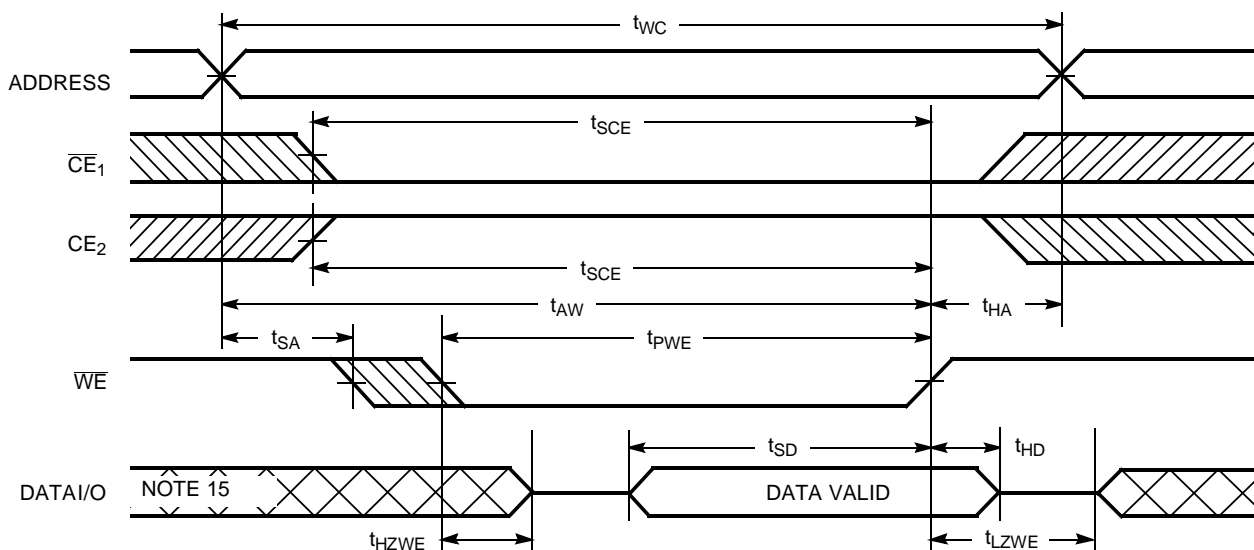 tWC
ADDRESS
tSCE
CE1
CE2
tSCE
tAW
tHA
tSA
tPWE
WE
tSD
tHD
DATAI/O
NOTE 15
DATA VALID
tHZWE
tLZWE